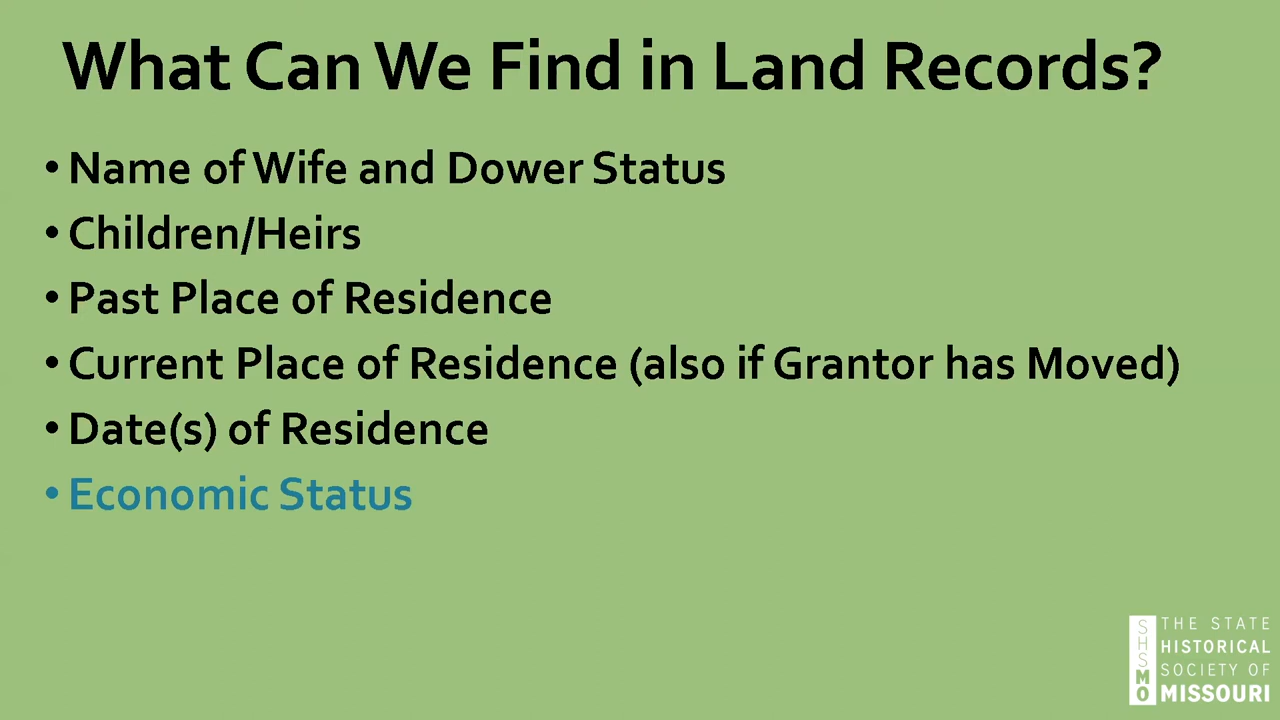 What Can We Find in Land Records?
• Name of Wife and Dower Status
• Children/Heirs
• Past Place of Residence
• Current Place of Residence (also if Grantor has Moved)
• Date(s) of Residence
• Economic Status
SHSMO
THE STATE
HISTORICAL
SOCIETY OF
MISSOURI